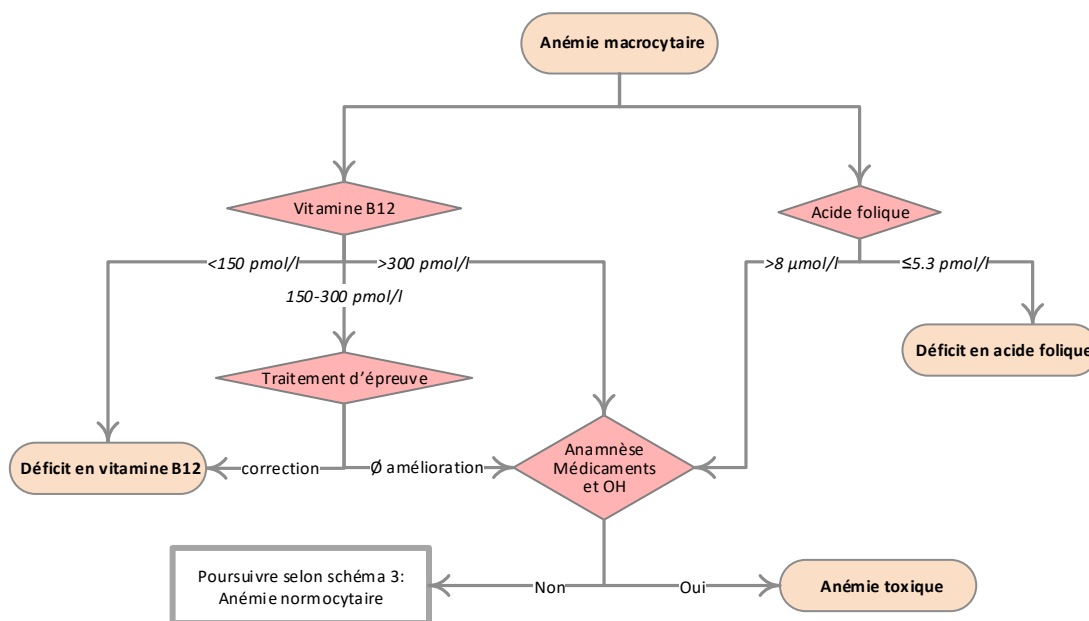 Anémie macrocytaire
Vitamine B12
Acide folique
<150 pmol/l
>300 pmol/l
>8 µmol/l
≤5.3 pmol/l
150-300 pmol/l
Déficit en acide folique
Traitement d’épreuve
Déficit en vitamine B12
correction
Ø amélioration
Anamnèse
Médicaments
et OH
Poursuivre selon schéma 3:
Anémie normocytaire
Non
Oui
Anémie toxique